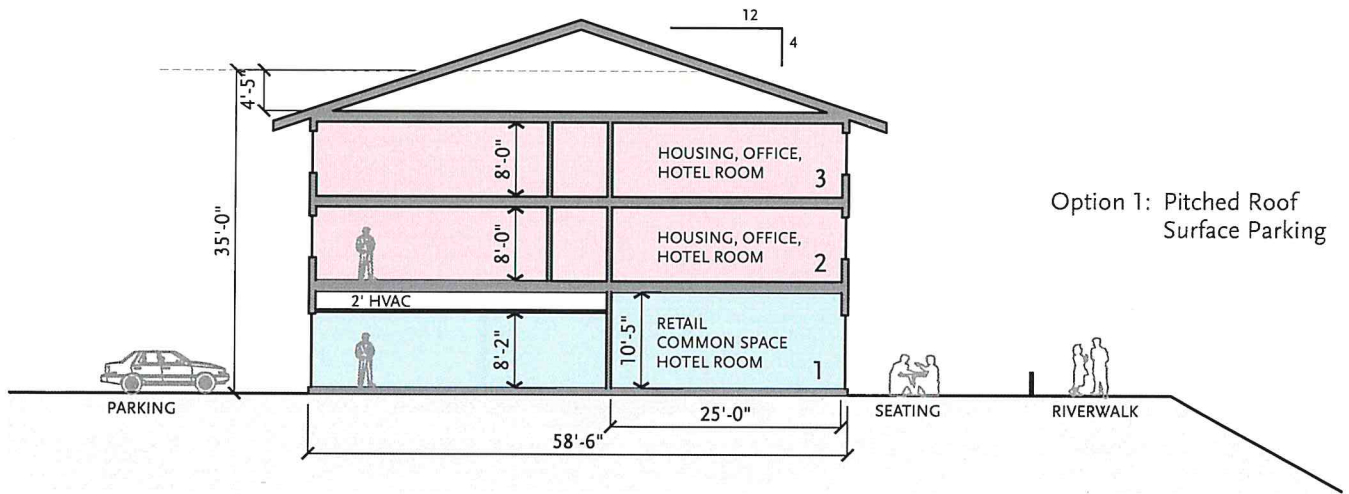 12
4
4'-5"
35'-0"
8'-0"
HOUSING, OFFICE,
HOTEL ROOM
3
Option 1: Pitched Roof
Surface Parking
8'-0"
HOUSING, OFFICE,
HOTEL ROOM
2
2' HVAC
8'-2"
10'-5"
RETAIL
COMMON SPACE
HOTEL ROOM
1
PARKING
SEATING
RIVERWALK
25'-0"
58'-6"